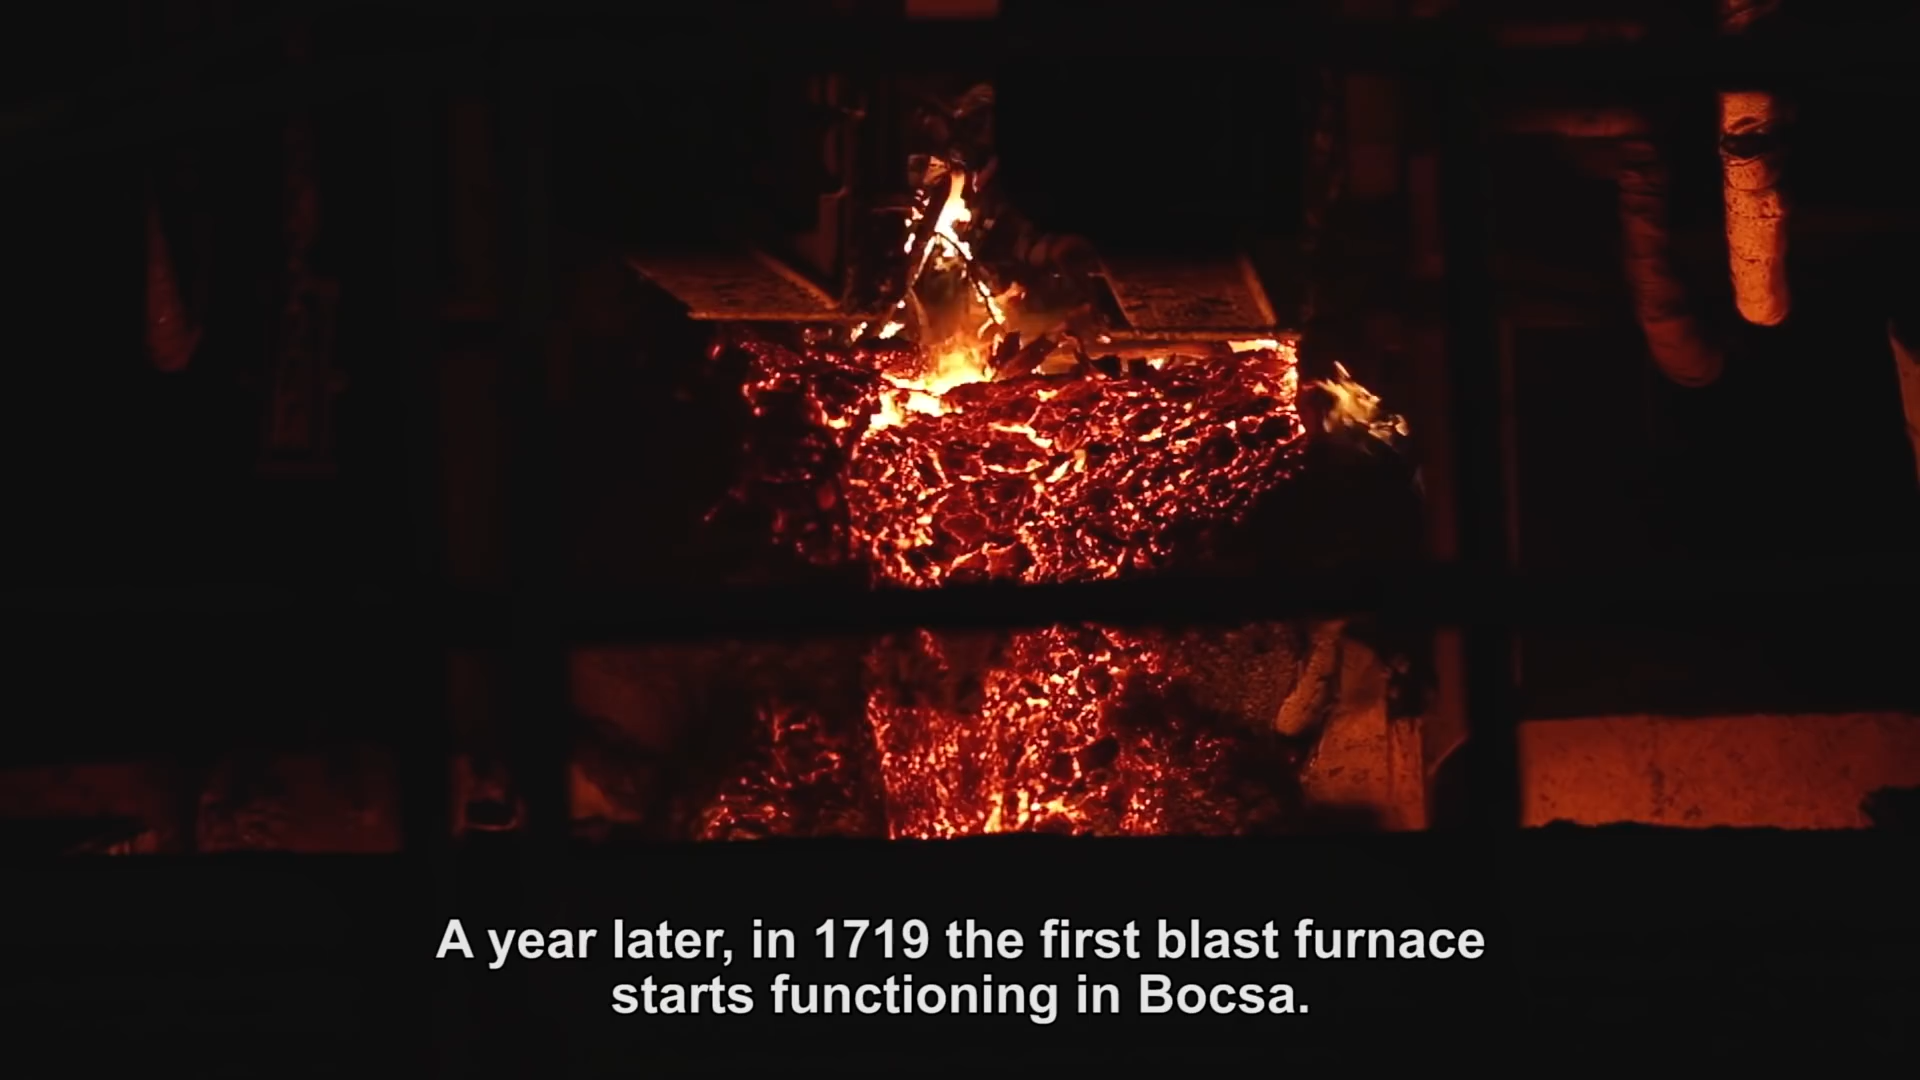 A year later, in 1719 the first blast furnace
starts functioning in Bocsa.